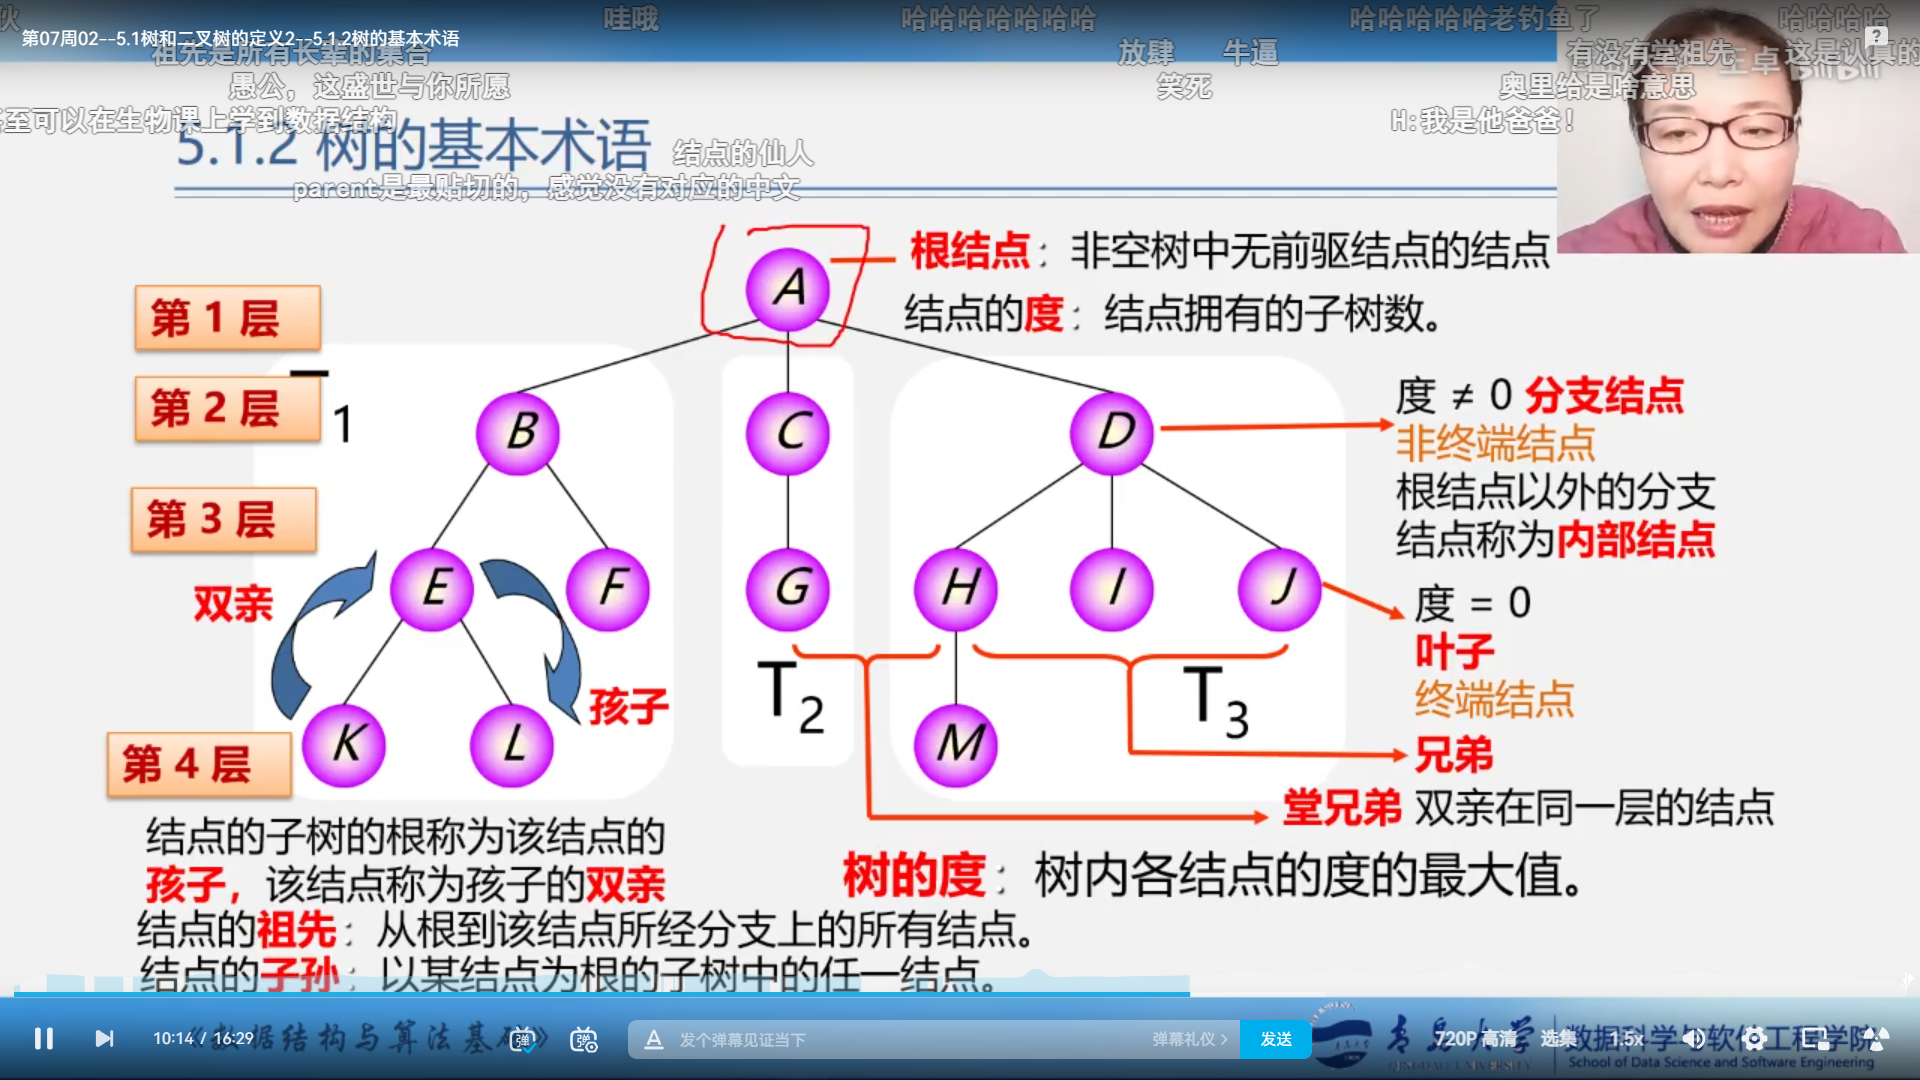 哇哦
哈哈哈哈哈哈哈
哈哈哈哈哈老钓鱼了
哈哈哈哈
第07周02--5.1树和二叉树的定义2--5.1.2树的基本术语
祖先是所有长辈的集合
放肆
牛逼
有没有堂祖先
这是认真的
愚公，这盛世与你所愿
笑死
奥里给是啥意思
至可以在生物课上学到数据结构
H:我是他爸爸！
5.1.2 树的基本术语
结点的仙人
parent是最贴切的，感觉没有对应的中文
A
根结点：非空树中无前驱结点的结点
结点的度：结点拥有的子树数。
第 1 层
第 2 层
1
B
C
D
度 ≠ 0 分支结点
非终端结点
根结点以外的分支
结点称为内部结点
第 3 层
双亲
E
F
G
H
I
J
度 = 0
叶子
终端结点
孩子
T2
T3
第 4 层
K
L
M
兄弟
堂兄弟 双亲在同一层的结点
结点的子树的根称为该结点的
孩子，该结点称为孩子的双亲
树的度：树内各结点的度的最大值。
结点的祖先：从根到该结点所经分支上的所有结点。
结点的子孙：以某结点为根的子树中的任一结点。
10:14 / 16:29
《数据结构与算法基础》
弹
弹
A
发个弹幕见证当下
弹幕礼仪 >
发送
青岛大学
QINGDAO UNIVERSITY
720P 高清
选集
1.5x
数据科学与软件工程学院
School of Data Science and Software Engineering